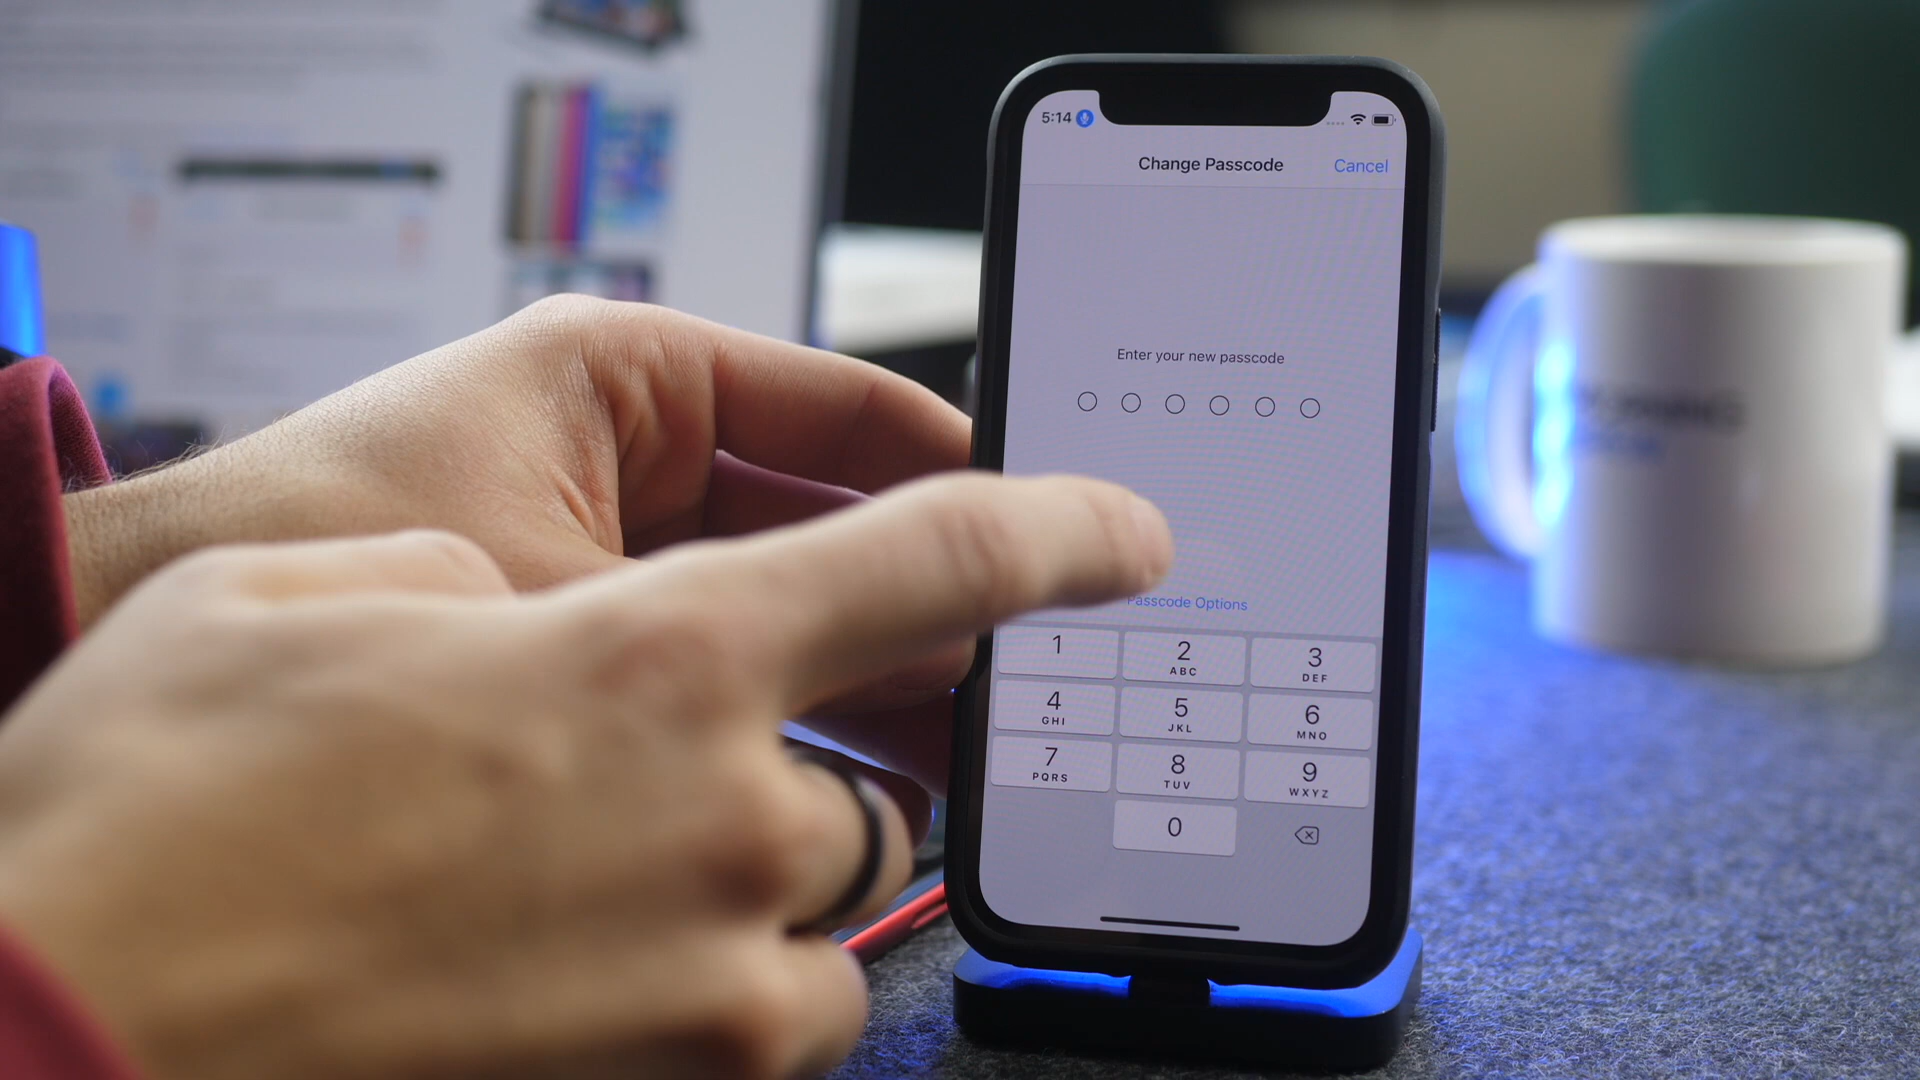 5:14
Change Passcode
Cancel
Enter your new passcode
Passcode Options
1
2
ABC
3
DEF
4
GHI
5
JKL
6
MNO
7
PQRS
8
TUV
9
WXYZ
0